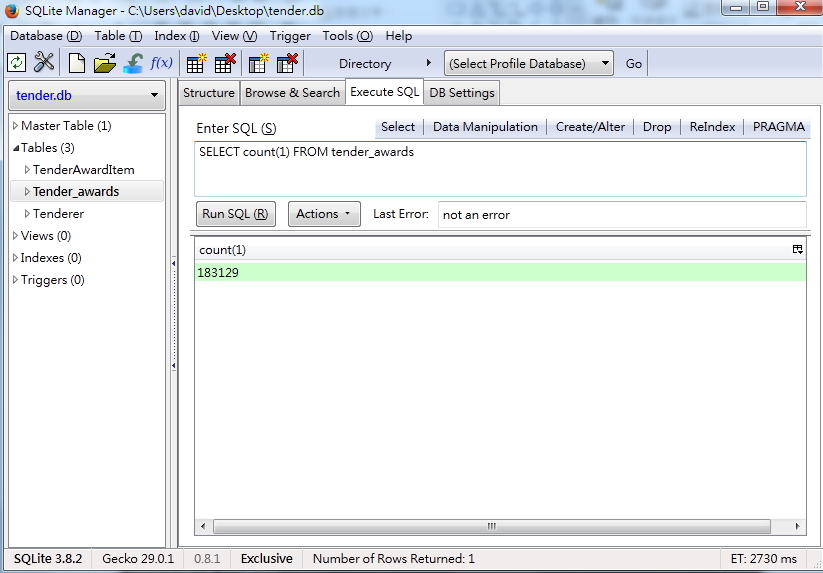 SQLite Manager - C:\Users\david\Desktop\tender.db
Database (D) Table (T) Index (I) View (V) Trigger Tools (O) Help
f(x) Directory (Select Profile Database) Go
tender.db
Structure Browse & Search Execute SQL DB Settings
Master Table (1)
Tables (3)
TenderAwardItem
Tender_awards
Tenderer
Views (0)
Indexes (0)
Triggers (0)
Enter SQL (S) Select Data Manipulation Create/Alter Drop ReIndex PRAGMA
SELECT count(1) FROM tender_awards
Run SQL (R) Actions Last Error: not an error
count(1)
183129
SQLite 3.8.2 Gecko 29.0.1 0.8.1 Exclusive Number of Rows Returned: 1 ET: 2730 ms